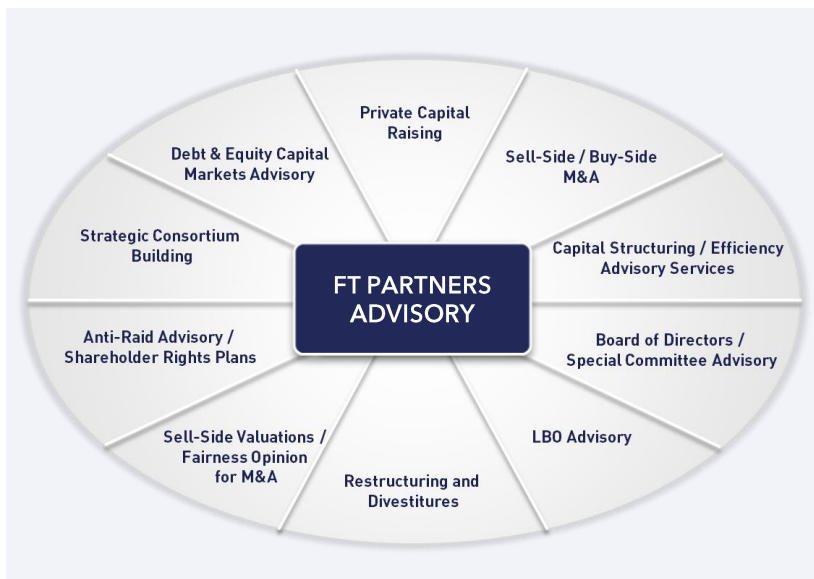 Private Capital
Raising
Sell-Side / Buy-Side
M&A
Capital Structuring / Efficiency
Advisory Services
Board of Directors /
Special Committee Advisory
LBO Advisory
Restructuring and
Divestitures
Sell-Side Valuations /
Fairness Opinion
for M&A
Anti-Raid Advisory /
Shareholder Rights Plans
Strategic Consortium
Building
Debt & Equity Capital
Markets Advisory
FT PARTNERS
ADVISORY